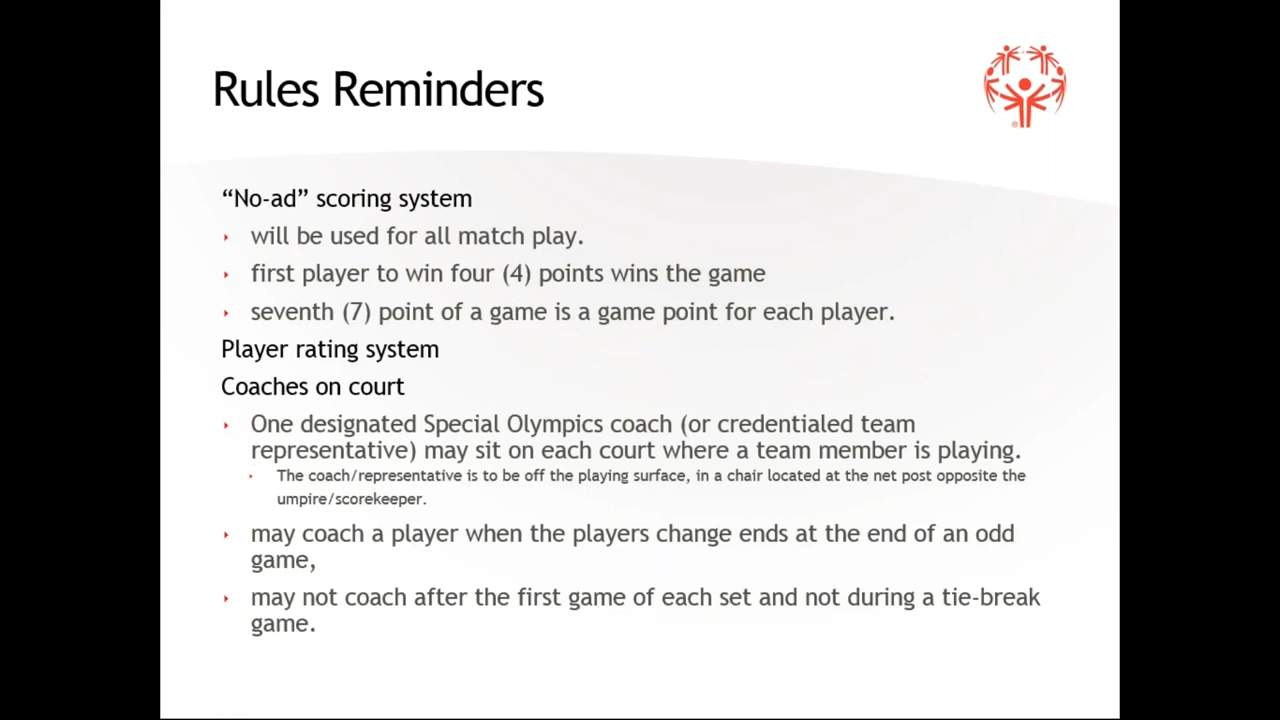 Rules Reminders
“No-ad” scoring system
will be used for all match play.
first player to win four (4) points wins the game
seventh (7) point of a game is a game point for each player.
Player rating system
Coaches on court
One designated Special Olympics coach (or credentialed team
representative) may sit on each court where a team member is playing.
The coach/representative is to be off the playing surface, in a chair located at the net post opposite the
umpire/scorekeeper.
may coach a player when the players change ends at the end of an odd
game,
may not coach after the first game of each set and not during a tie-break
game.